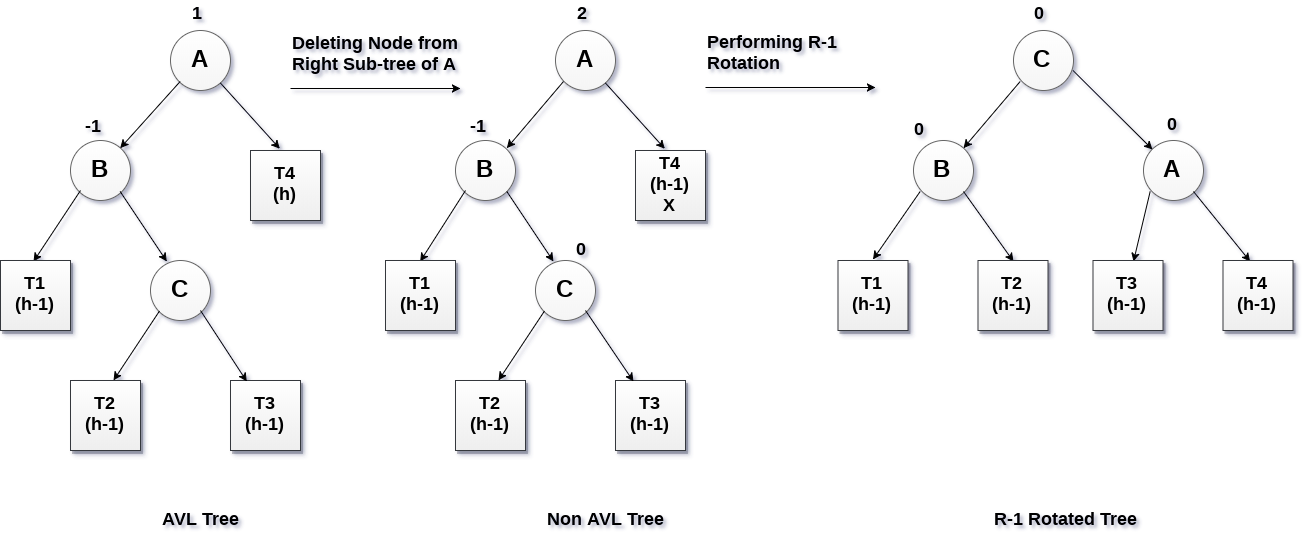 1
A
-1
B
T4
(h)
T1
(h-1)
C
T2
(h-1)
T3
(h-1)
AVL Tree
Deleting Node from
Right Sub-tree of A
2
A
-1
B
T4
(h-1)
X
T1
(h-1)
0
C
T2
(h-1)
T3
(h-1)
Non AVL Tree
Performing R-1
Rotation
0
C
0
B
0
A
T1
(h-1)
T2
(h-1)
T3
(h-1)
T4
(h-1)
R-1 Rotated Tree